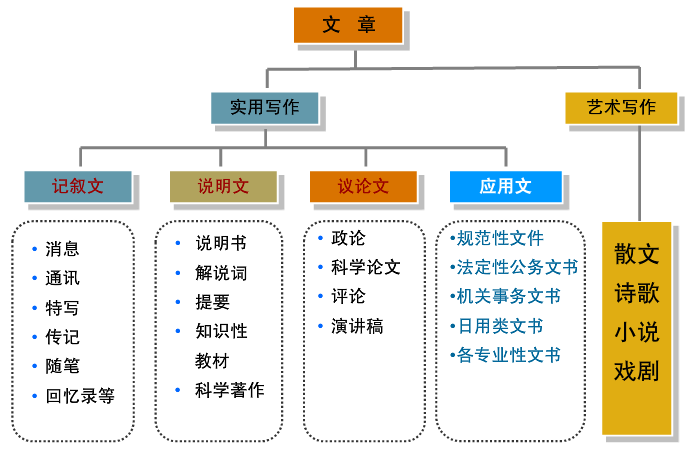 文 章
实用写作
艺术写作
记叙文
说明文
议论文
应用文
• 消息
• 通讯
• 特写
• 传记
• 随笔
• 回忆录等
• 说明书
• 解说词
• 提要
• 知识性
教材
• 科学著作
• 政论
• 科学论文
• 评论
• 演讲稿
•规范性文件
•法定性公务文书
•机关事务文书
•日用类文书
•各专业性文书
散文
诗歌
小说
戏剧